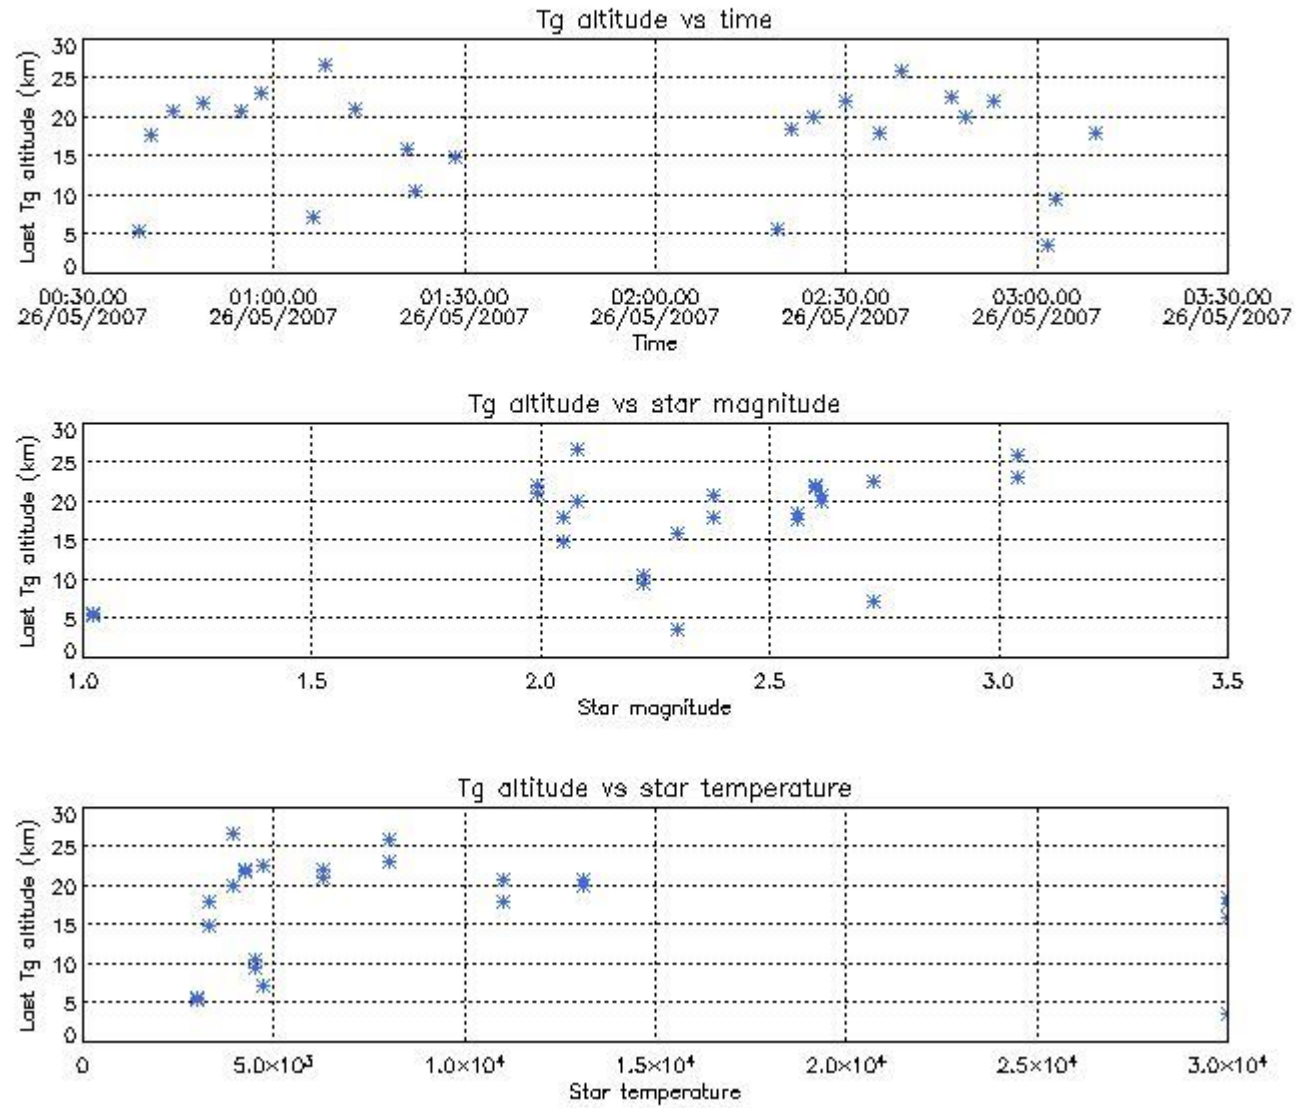 Tg altitude vs time
Last Tg altitude (km)
30
25
20
15
10
5
0
00:30.00 01:00.00 01:30.00 02:00.00 02:30.00 03:00.00 03:30.00
26/05/2007 26/05/2007 26/05/2007 26/05/2007 26/05/2007 26/05/2007 26/05/2007
Time
Tg altitude vs star magnitude
Last Tg altitude (km)
30
25
20
15
10
5
0
1.0 1.5 2.0 2.5 3.0 3.5
Star magnitude
Tg altitude vs star temperature
Last Tg altitude (km)
30
25
20
15
10
5
0
0 5.0×10³ 1.0×10⁴ 1.5×10⁴ 2.0×10⁴ 2.5×10⁴ 3.0×10⁴
Star temperature